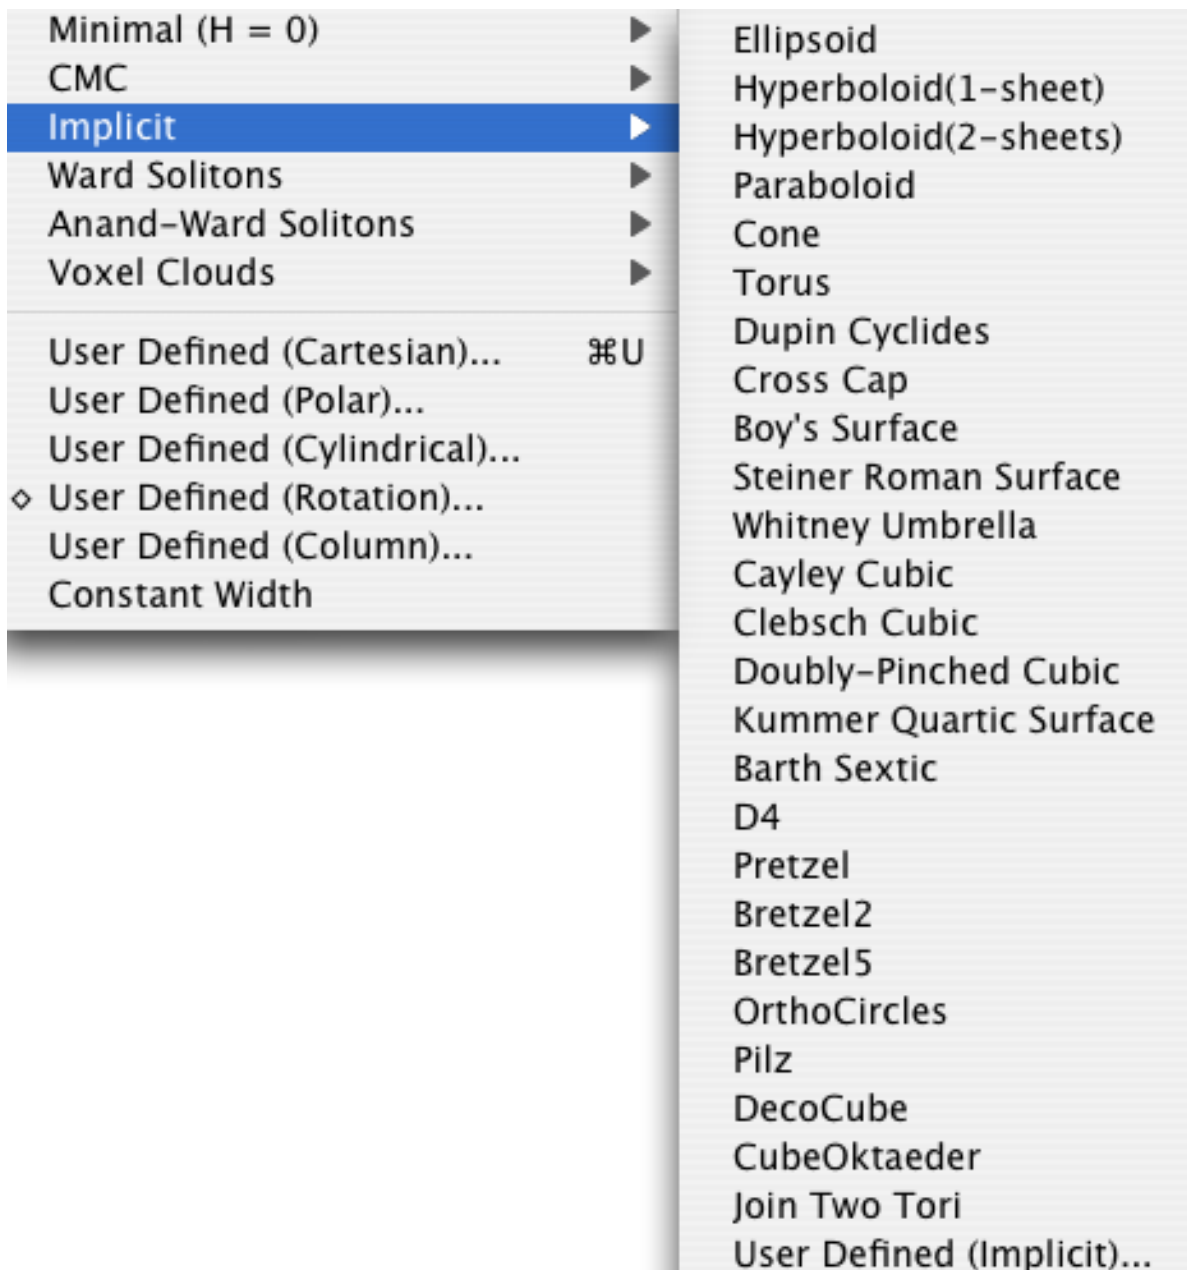 Minimal (H = 0)
CMC
Implicit
Ward Solitons
Anand-Ward Solitons
Voxel Clouds
User Defined (Cartesian)... ⌘U
User Defined (Polar)...
User Defined (Cylindrical)...
◇ User Defined (Rotation)...
User Defined (Column)...
Constant Width
Ellipsoid
Hyperboloid(1-sheet)
Hyperboloid(2-sheets)
Paraboloid
Cone
Torus
Dupin Cyclides
Cross Cap
Boy's Surface
Steiner Roman Surface
Whitney Umbrella
Cayley Cubic
Clebsch Cubic
Doubly-Pinched Cubic
Kummer Quartic Surface
Barth Sextic
D4
Pretzel
Bretzel2
Bretzel5
OrthoCircles
Pilz
DecoCube
CubeOktaeder
Join Two Tori
User Defined (Implicit)...